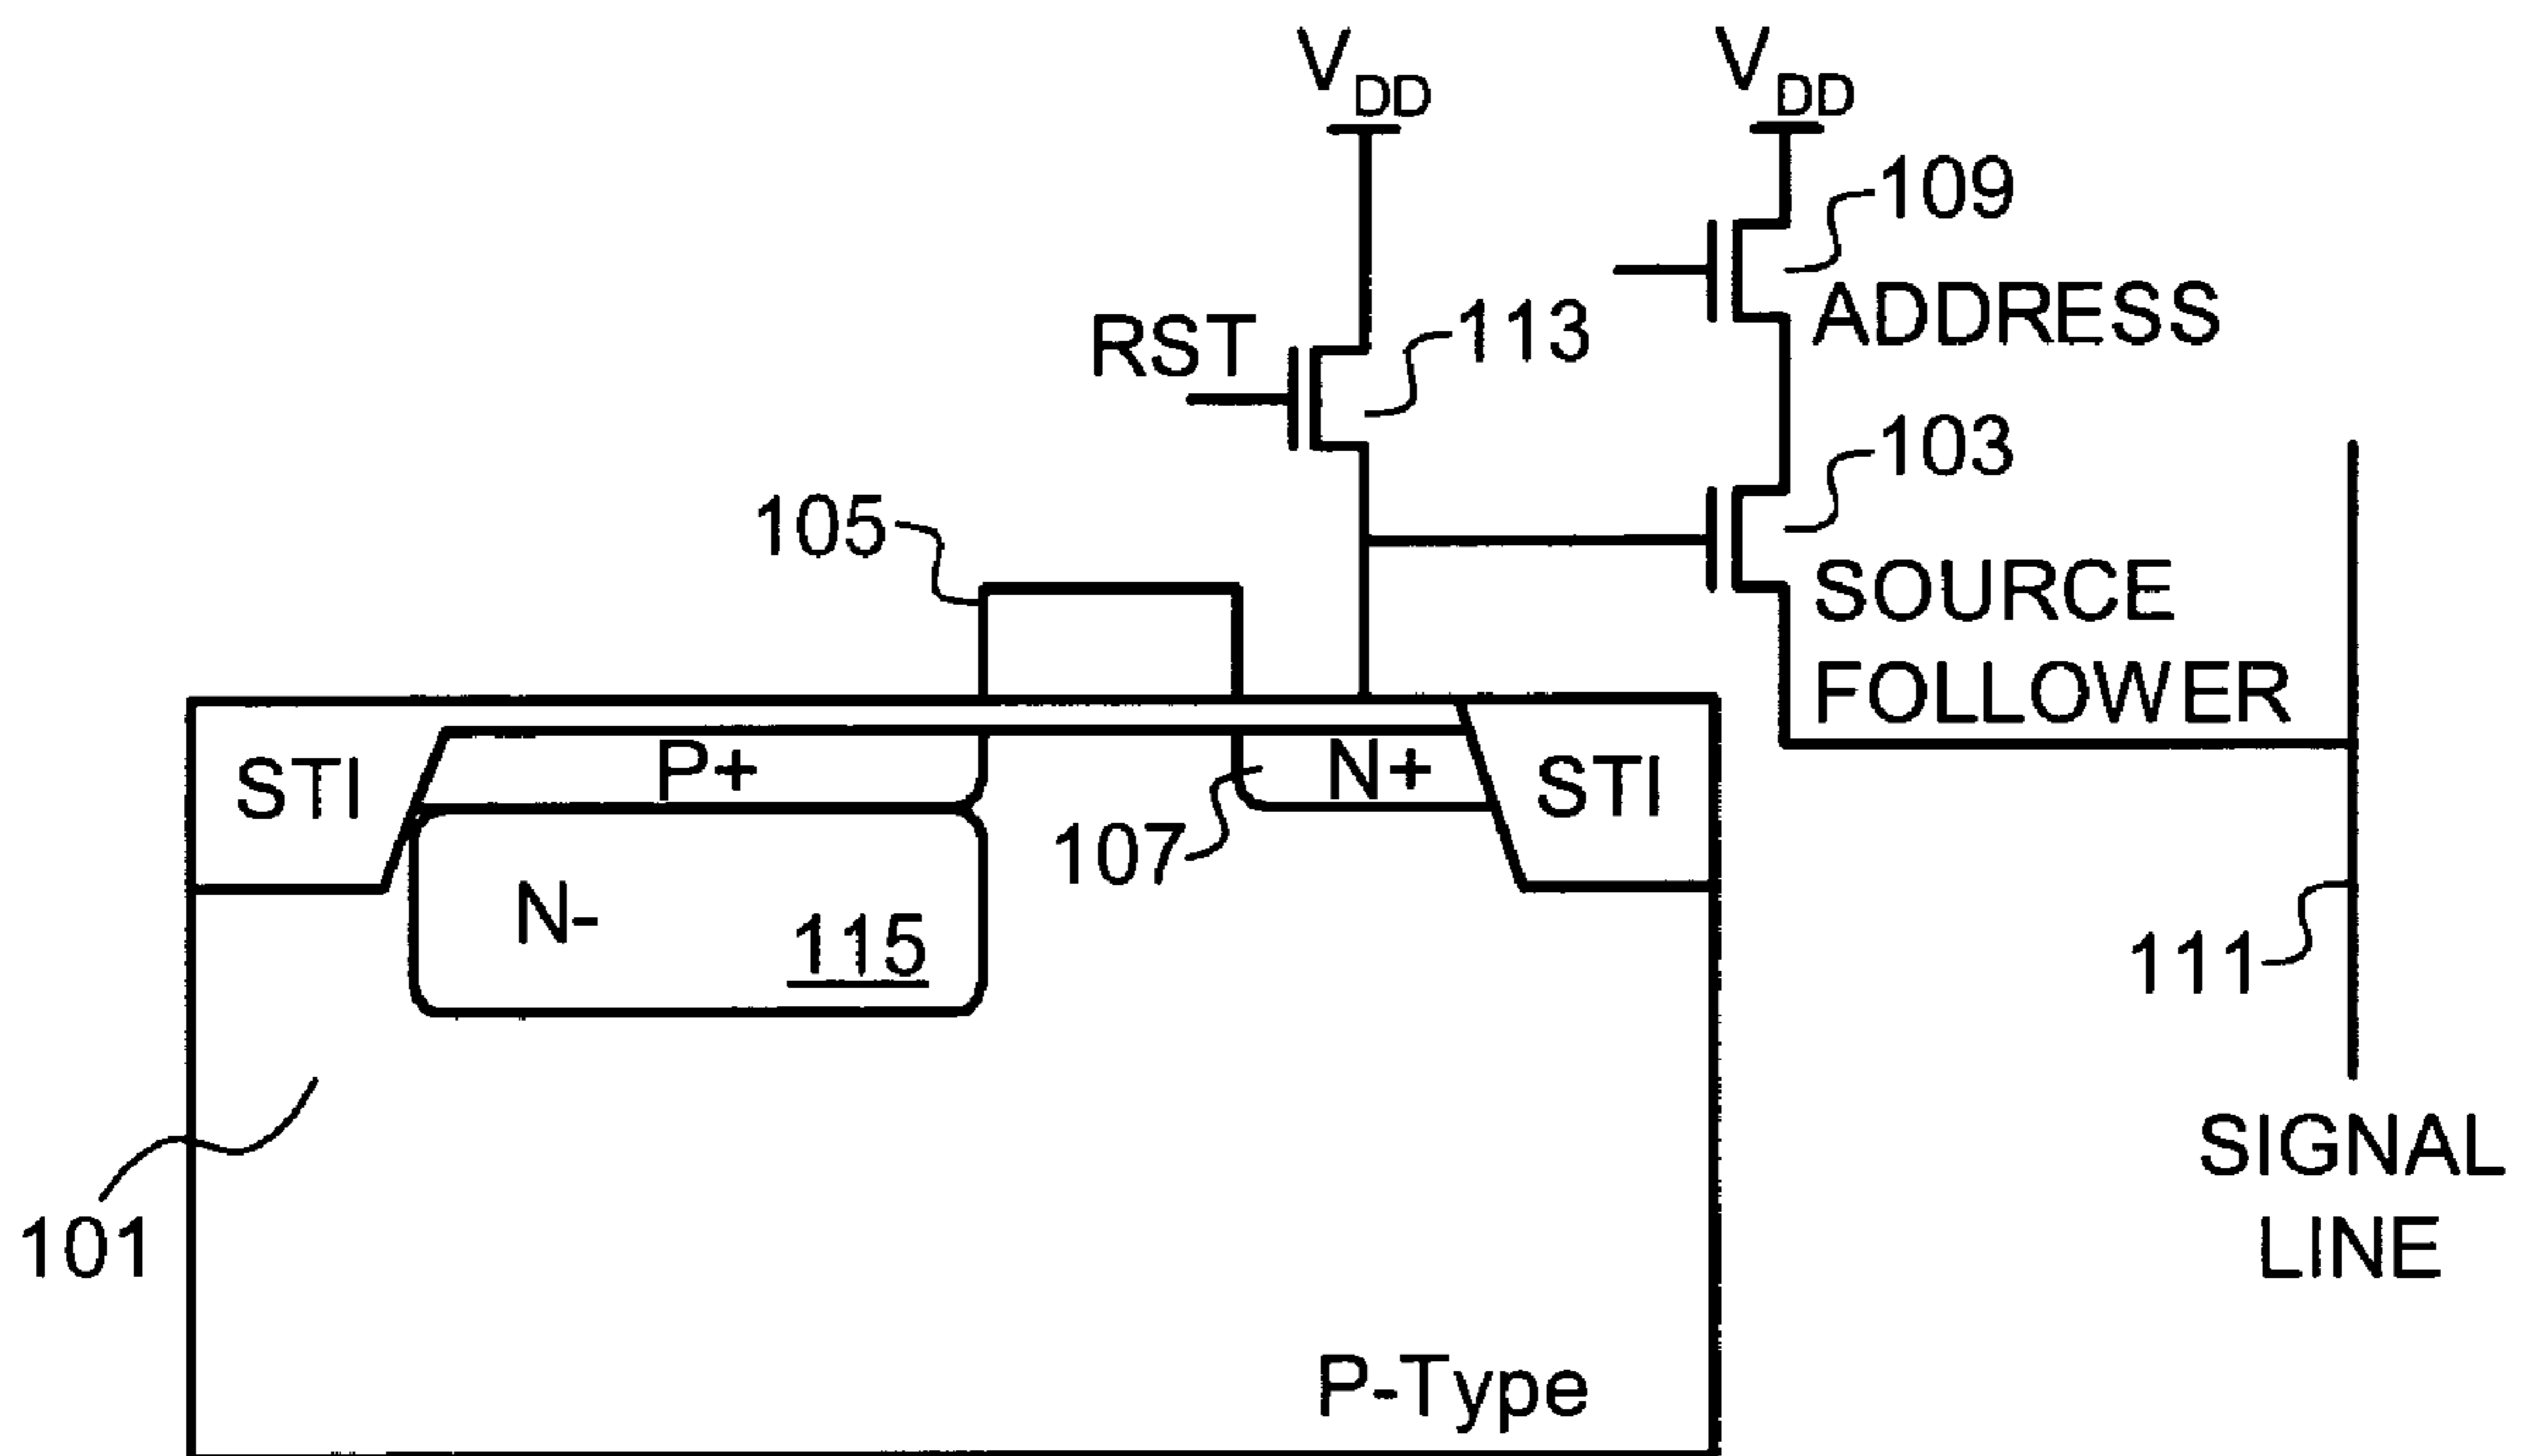 VDD
VDD
109
ADDRESS
RST
113
103
105
SOURCE
FOLLOWER
STI
P+
N+
STI
107
N-
115
111
101
SIGNAL
LINE
P-Type